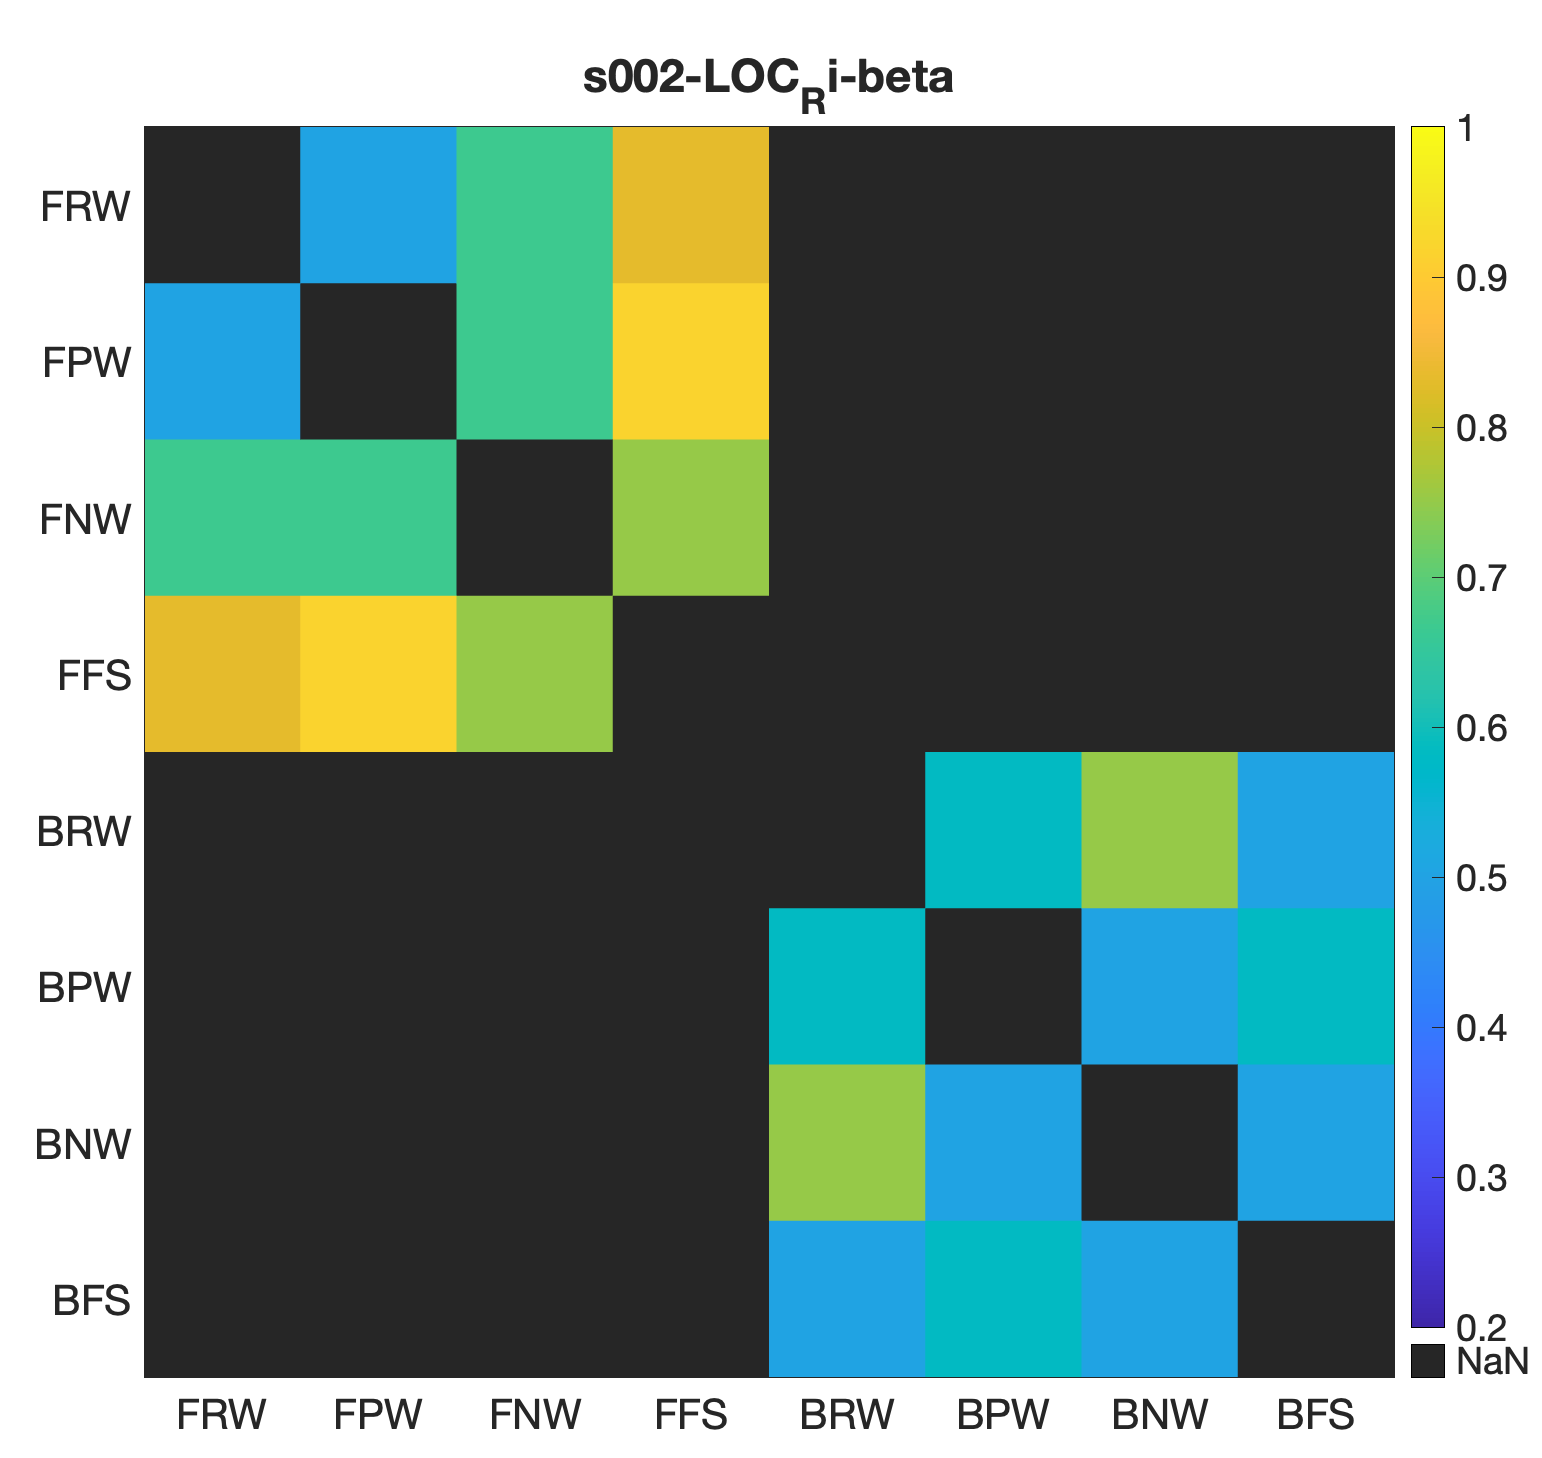 s002-LOCRi-beta
1
FRW
0.9
FPW
0.8
FNW
0.7
FFS
0.6
BRW
0.5
BPW
0.4
BNW
0.3
BFS
0.2
NaN
FRW FPW FNW FFS BRW BPW BNW BFS